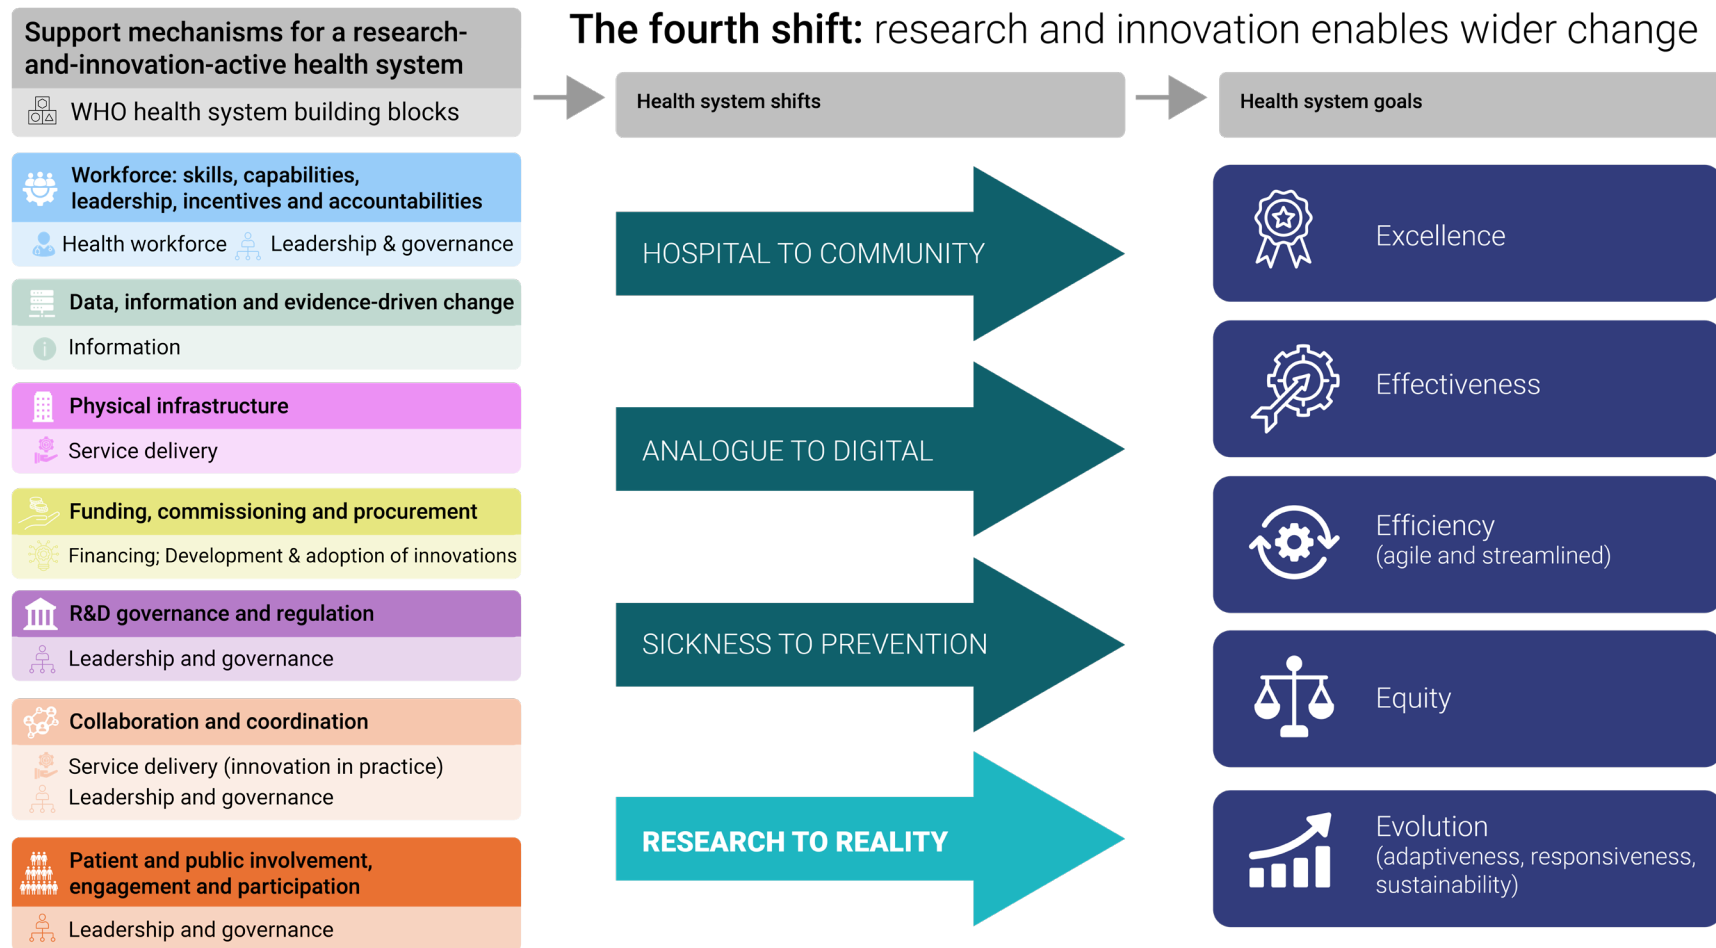 Support mechanisms for a research-
and-innovation-active health system
WHO health system building blocks
Workforce: skills, capabilities,
leadership, incentives and accountabilities
Health workforce
Leadership & governance
Data, information and evidence-driven change
Information
Physical infrastructure
Service delivery
Funding, commissioning and procurement
Financing; Development & adoption of innovations
R&D governance and regulation
Leadership and governance
Collaboration and coordination
Service delivery (innovation in practice)
Leadership and governance
Patient and public involvement,
engagement and participation
Leadership and governance
The fourth shift: research and innovation enables wider change
Health system shifts
HOSPITAL TO COMMUNITY
ANALOGUE TO DIGITAL
SICKNESS TO PREVENTION
RESEARCH TO REALITY
Health system goals
Excellence
Effectiveness
Efficiency
(agile and streamlined)
Equity
Evolution
(adaptiveness, responsiveness,
sustainability)